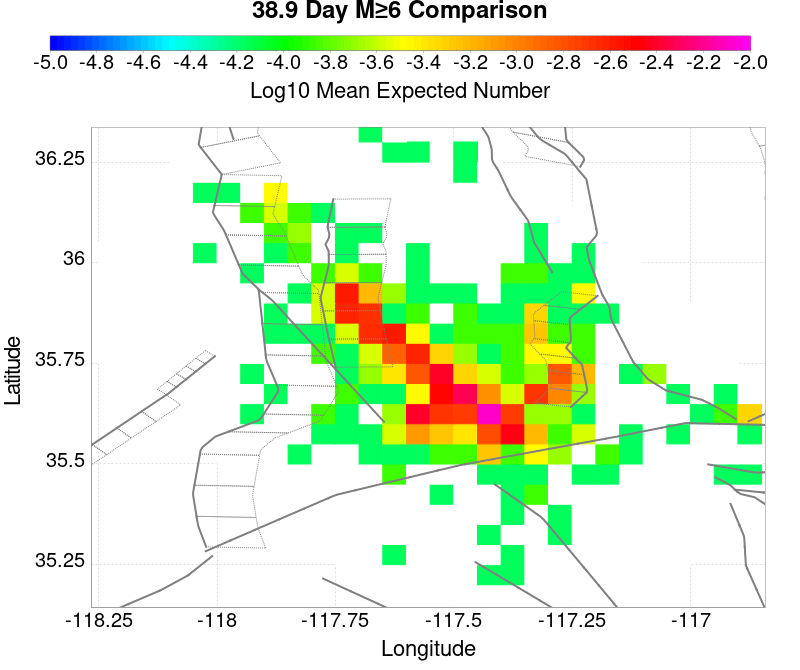 38.9 Day M≥6 Comparison
-5.0 -4.8 -4.6 -4.4 -4.2 -4.0 -3.8 -3.6 -3.4 -3.2 -3.0 -2.8 -2.6 -2.4 -2.2 -2.0
Log10 Mean Expected Number
36.25
36
35.75
35.5
35.25
Latitude
-118.25 -118 -117.75 -117.5 -117.25 -117
Longitude